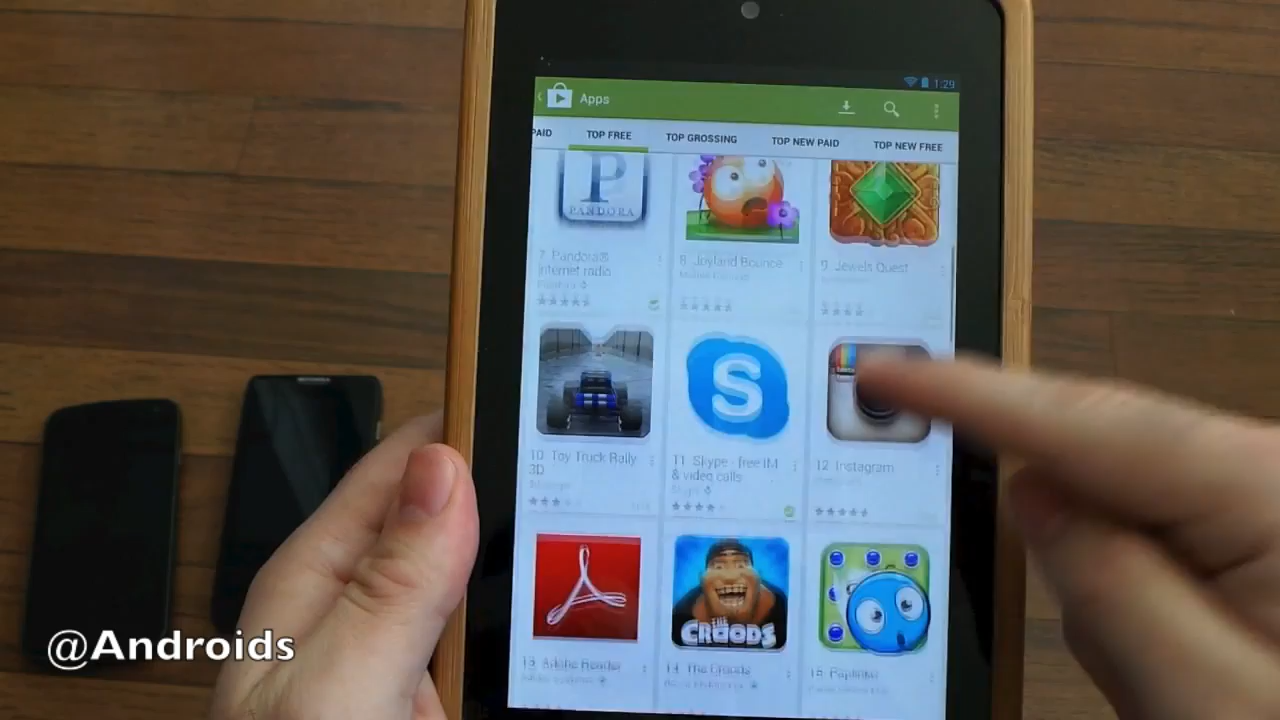 1:29
Apps
PAID TOP FREE TOP GROSSING TOP NEW PAID TOP NEW FREE
P
PANDORA
7 Pandora®
internet radio
8 Joyland Bounce
9 Jewels Quest
S
10 Toy Truck Rally
3D
11 Skype - free IM
& video calls
Skype
12 Instagram
THE
CROODS
13 Adobe Reader
14 The Croods
15
@Androids